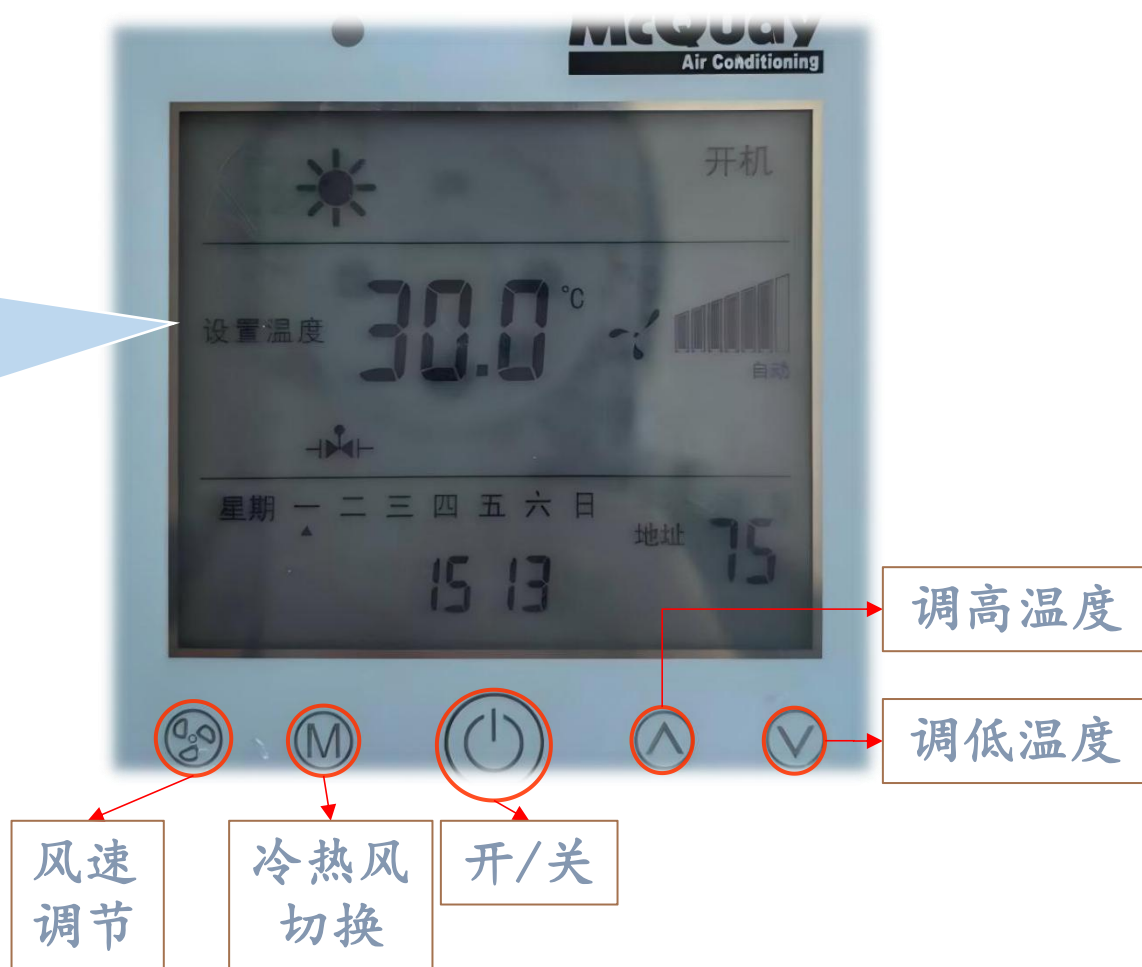 McQuay
Air Conditioning
开机
设置温度 30.0 °C
自动
星期 一 二 三 四 五 六 日
地址 75
15 13
调高温度
M
调低温度
风速
调节
冷热风
切换
开/关